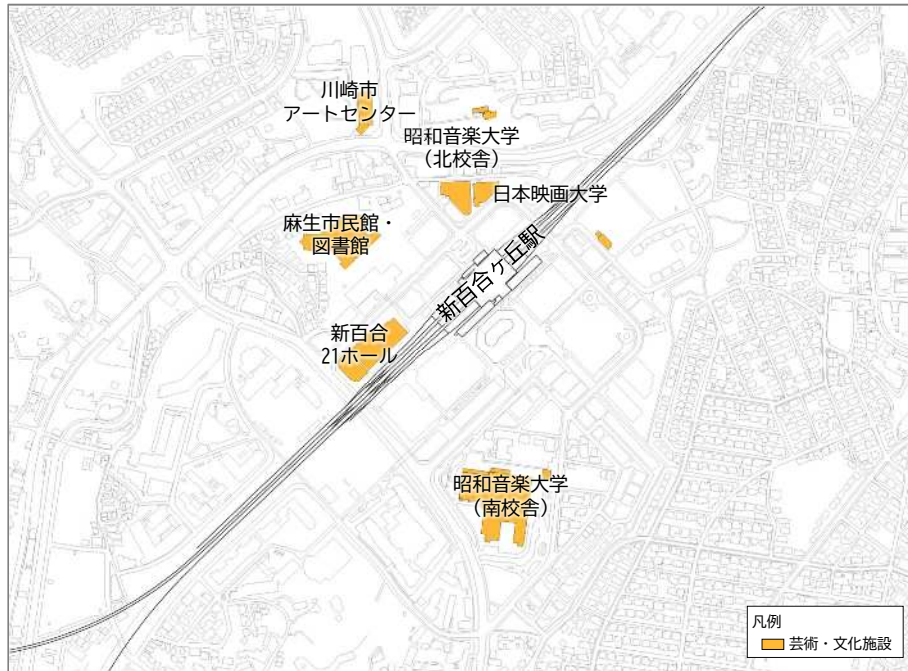 川崎市
アートセンター
昭和音楽大学
（北校舎）
日本映画大学
麻生市民館・
図書館
新百合ヶ丘駅
新百合
21ホール
昭和音楽大学
（南校舎）
凡例
芸術・文化施設